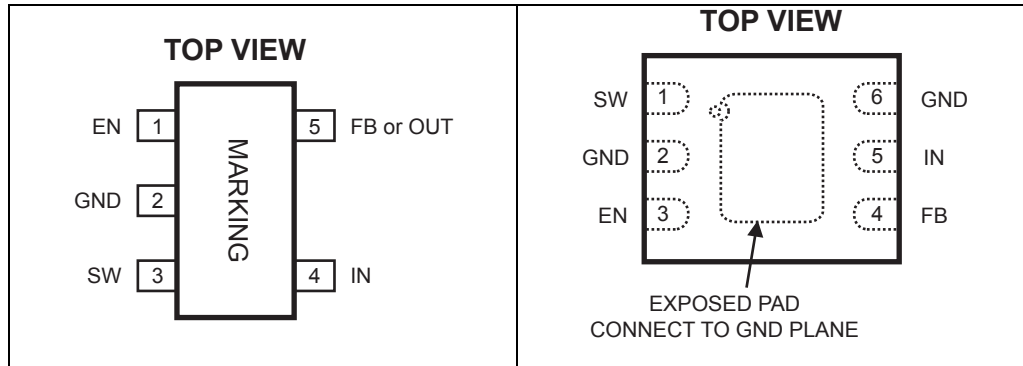 TOP VIEW
EN 1 5 FB or OUT
GND 2
SW 3 4 IN
MARKING
TOP VIEW
SW 1 6 GND
GND 2 5 IN
EN 3 4 FB
EXPOSED PAD
CONNECT TO GND PLANE